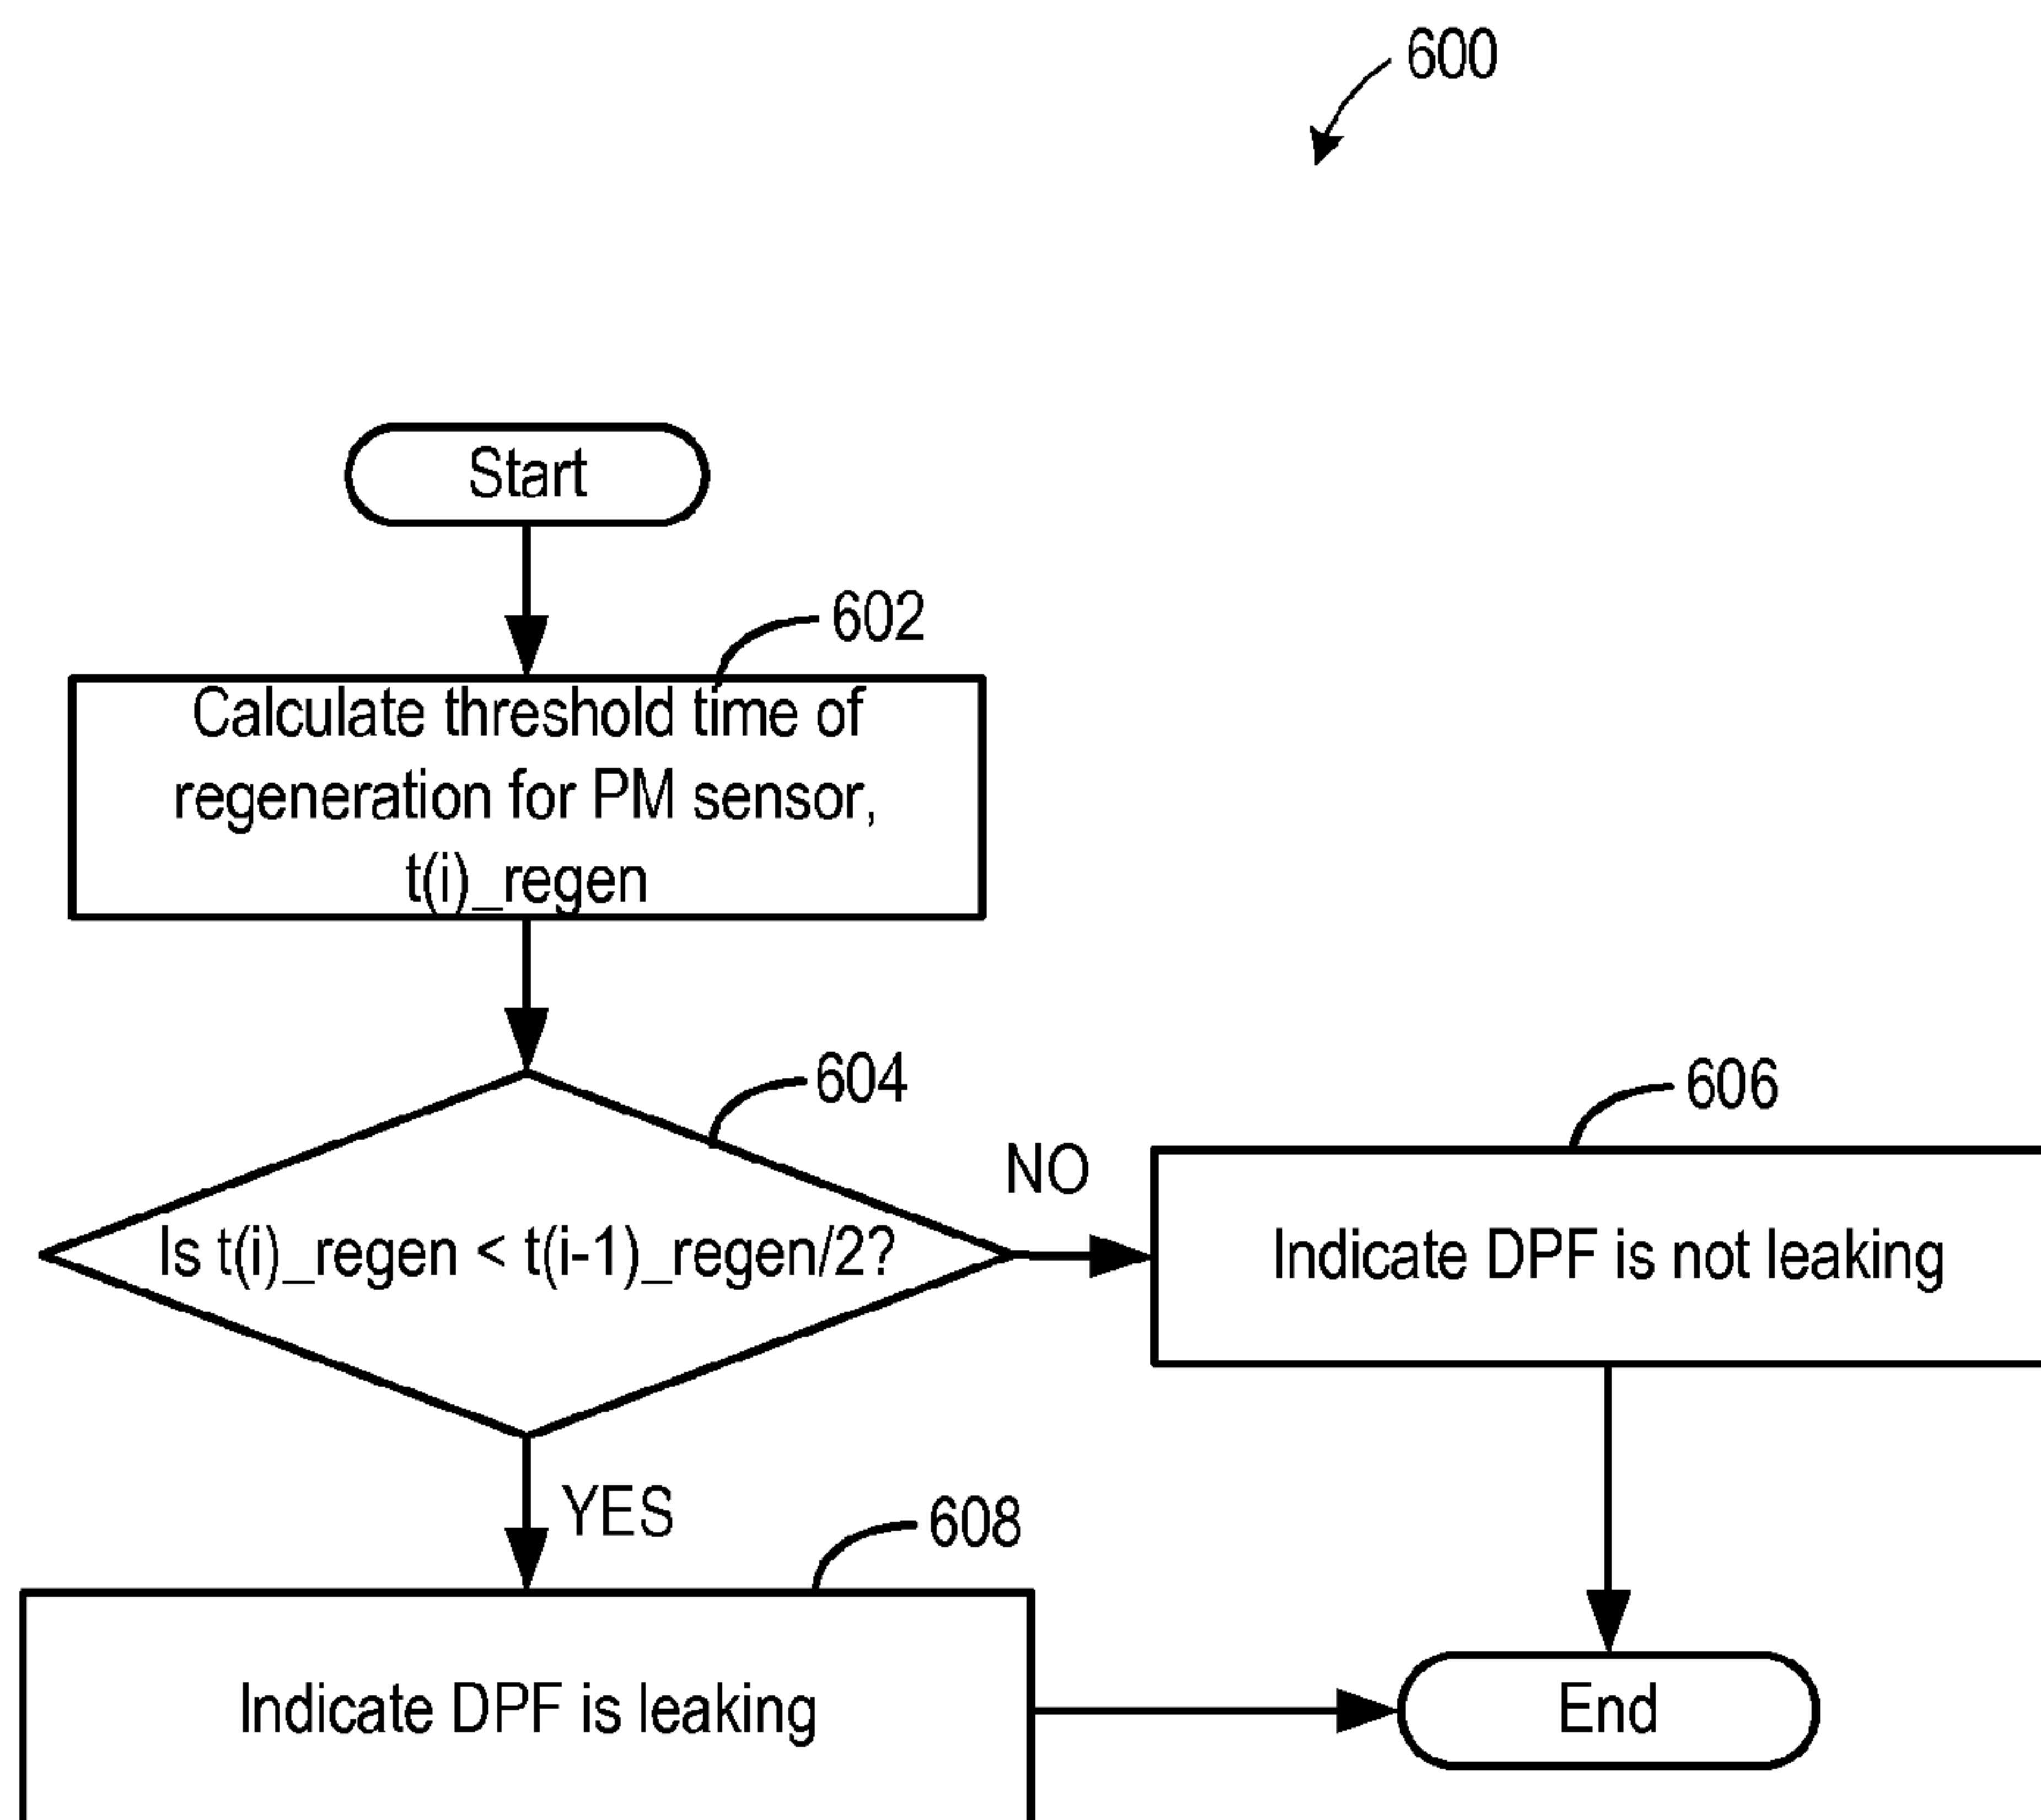 600
Start
602
Calculate threshold time of
regeneration for PM sensor,
t(i)_regen
604
Is t(i)_regen < t(i-1)_regen/2?
NO
606
Indicate DPF is not leaking
YES
608
Indicate DPF is leaking
End